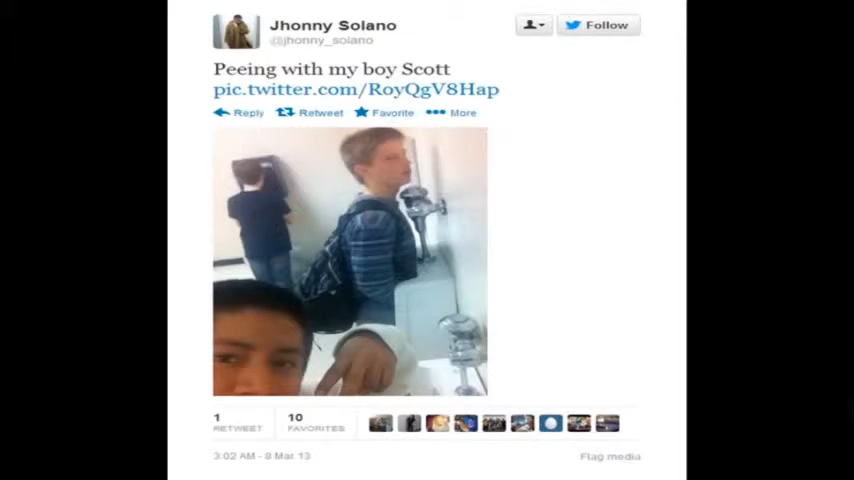 Jhonny Solano
@jhonny_solano
Follow
Peeing with my boy Scott
pic.twitter.com/RoyQgV8Hap
Reply Retweet Favorite More
1 10
RETWEET FAVORITES
3:02 AM - 8 Mar 13 Flag media